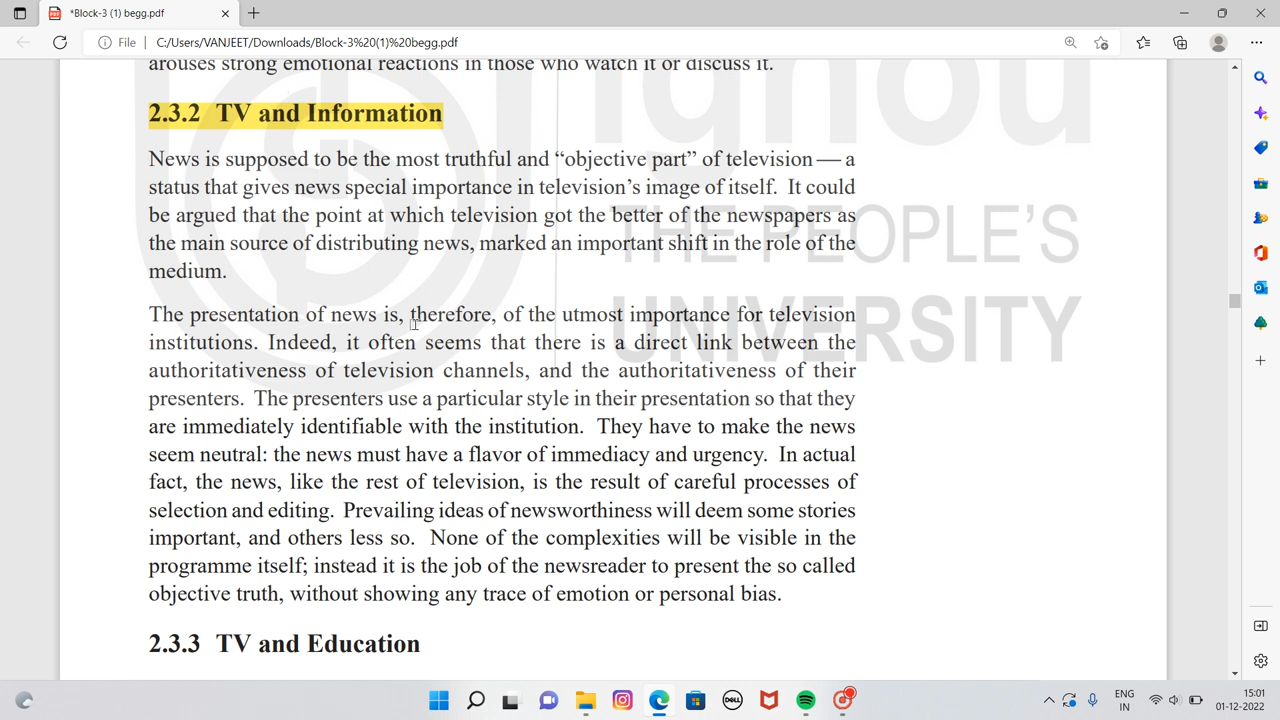 *Block-3 (1) begg.pdf
File
C:/Users/VANJEET/Downloads/Block-3%20(1)%20begg.pdf
arouses strong emotional reactions in those who watch it or discuss it.
ignou
2.3.2 TV and Information
News is supposed to be the most truthful and “objective part” of television — a
status that gives news special importance in television’s image of itself. It could
be argued that the point at which television got the better of the newspapers as
the main source of distributing news, marked an important shift in the role of the
medium.
THE PEOPLE’S
UNIVERSITY
The presentation of news is, therefore, of the utmost importance for television
institutions. Indeed, it often seems that there is a direct link between the
authoritativeness of television channels, and the authoritativeness of their
presenters. The presenters use a particular style in their presentation so that they
are immediately identifiable with the institution. They have to make the news
seem neutral: the news must have a flavor of immediacy and urgency. In actual
fact, the news, like the rest of television, is the result of careful processes of
selection and editing. Prevailing ideas of newsworthiness will deem some stories
important, and others less so. None of the complexities will be visible in the
programme itself; instead it is the job of the newsreader to present the so called
objective truth, without showing any trace of emotion or personal bias.
2.3.3 TV and Education
DELL
ENG
IN
15:01
01-12-2022